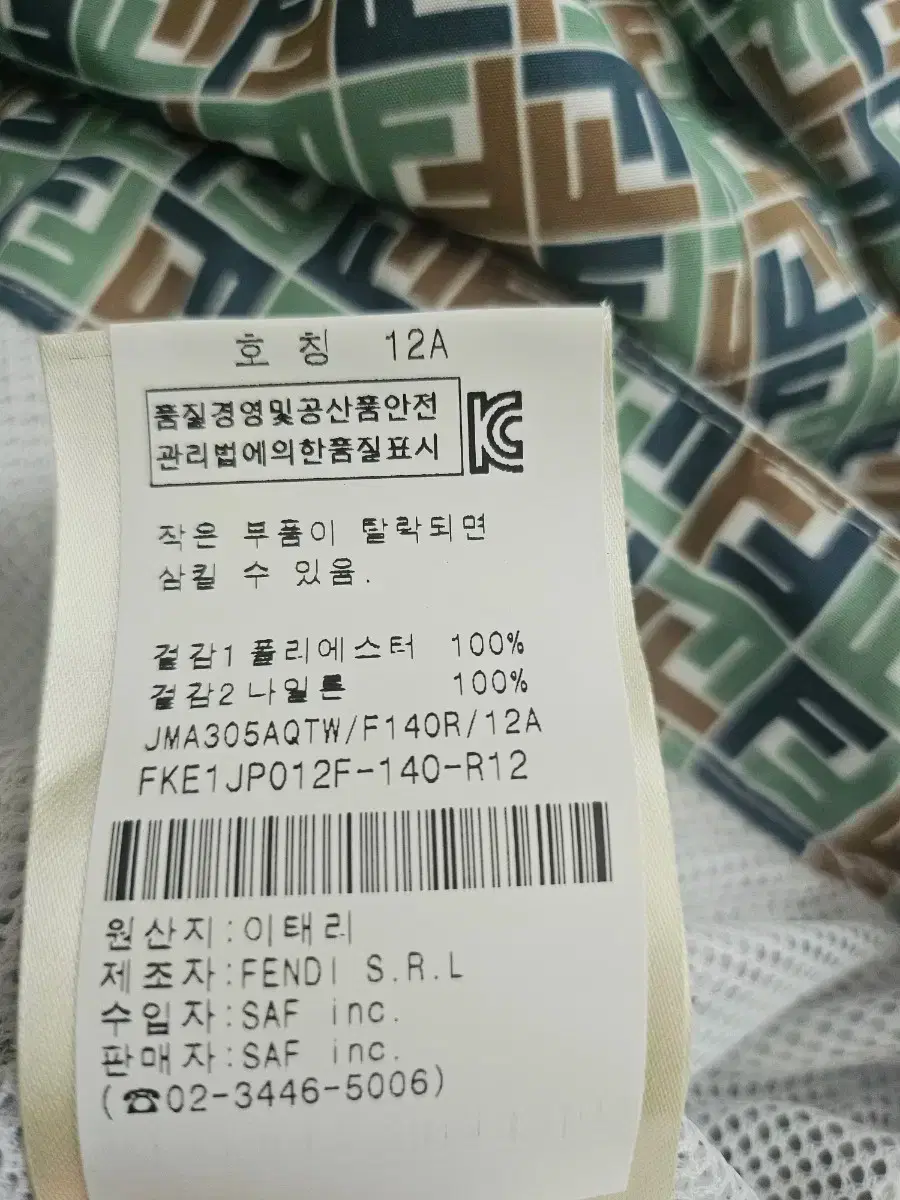 호 칭 12A
품질경영및공산품안전
관리법에의한품질표시
작은 부품이 탈락되면
삼킬 수 있움.
겉감1 폴리에스터 100%
겉감2 나일론 100%
JMA305AQTW/F140R/12A
FKE1JP012F-140-R12
원산지:이태리
제조자:FENDI S.R.L
수입자:SAF inc.
판매자:SAF inc.
(☎02-3446-5006)